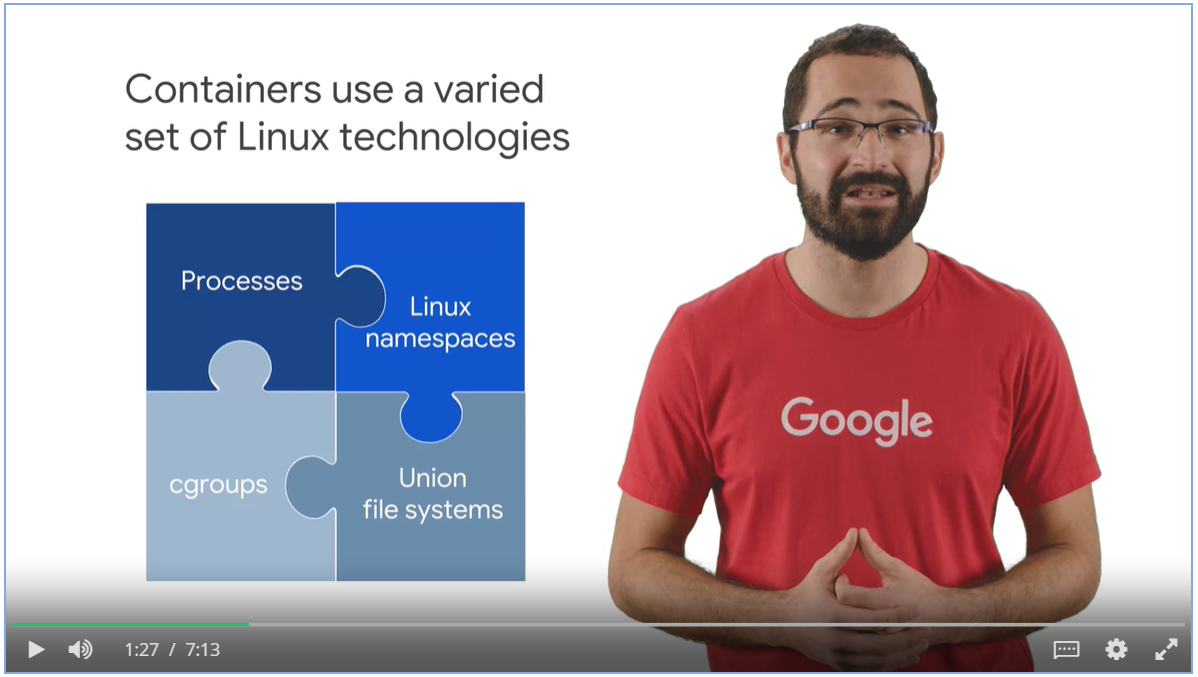 Containers use a varied
set of Linux technologies
Processes
Linux
namespaces
cgroups
Union
file systems
Google
1:27 / 7:13